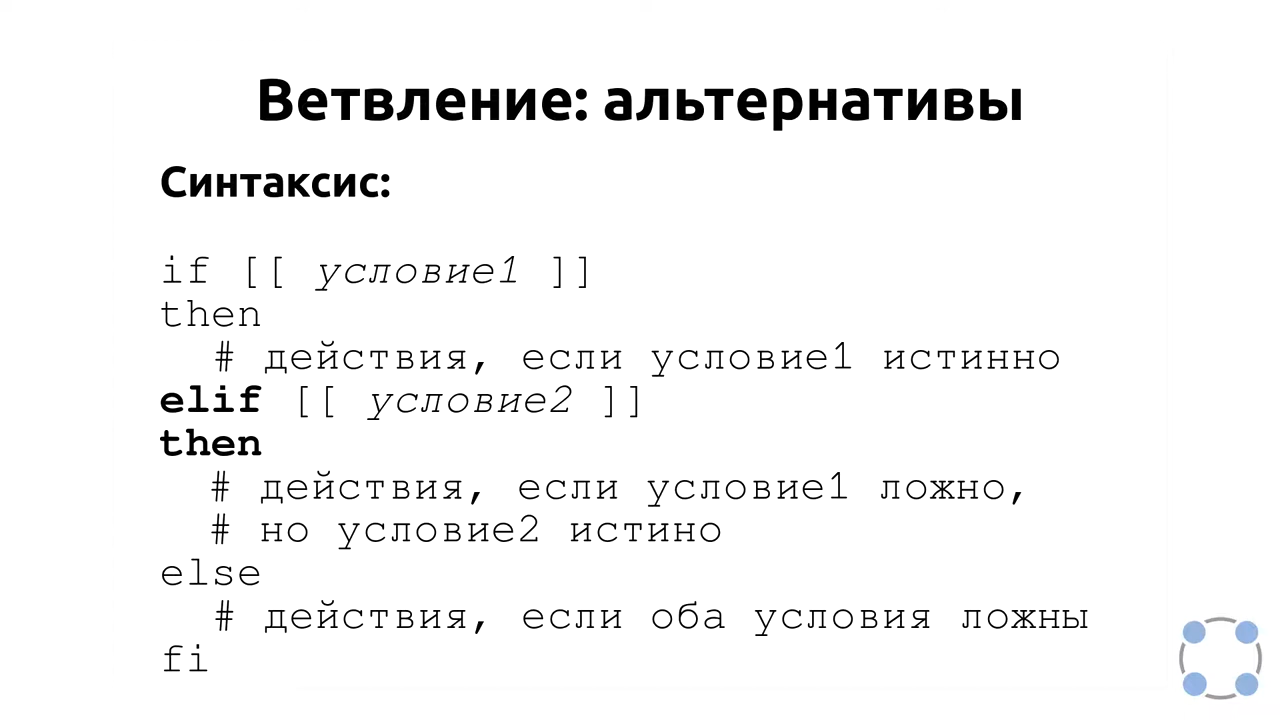 Ветвление: альтернативы
Синтаксис:
if [[ условие1 ]]
then
# действия, если условие1 истинно
elif [[ условие2 ]]
then
# действия, если условие1 ложно,
# но условие2 истино
else
# действия, если оба условия ложны
fi